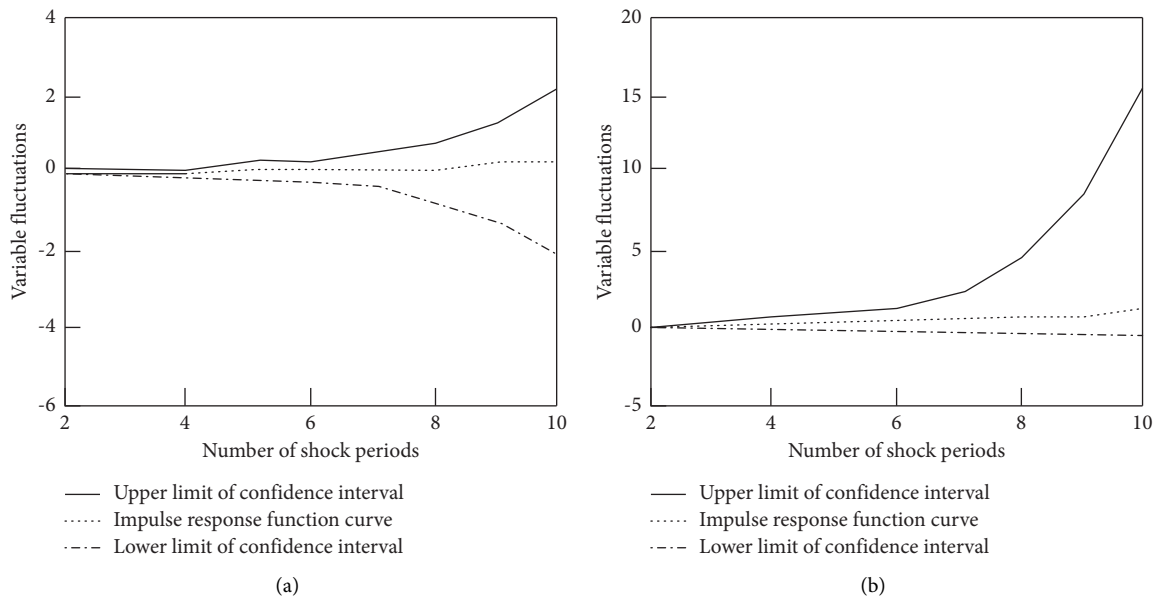 4
2
0
-2
-4
-6
Variable fluctuations
2
4
6
8
10
Number of shock periods
Upper limit of confidence interval
Impulse response function curve
Lower limit of confidence interval
(a)
20
15
10
5
0
-5
Variable fluctuations
2
4
6
8
10
Number of shock periods
Upper limit of confidence interval
Impulse response function curve
Lower limit of confidence interval
(b)